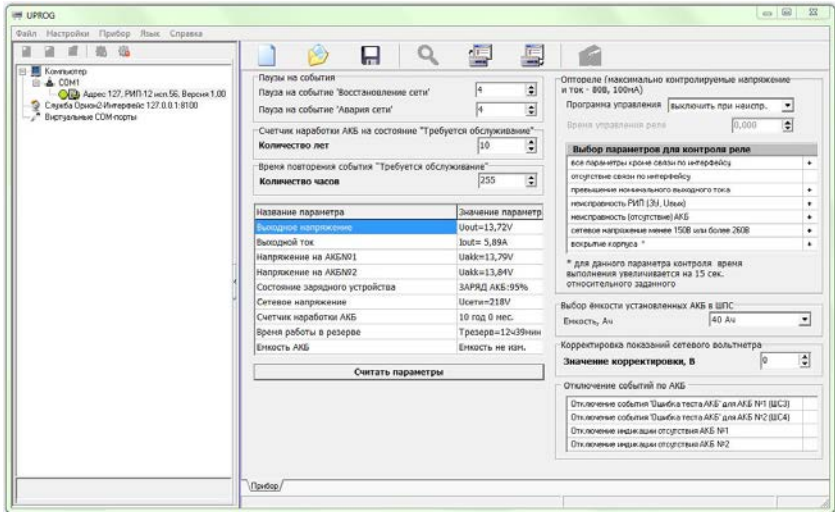 UPROG
Файл Настройки Прибор Язык Справка
Компьютер
COM1
Адрес 127, РИП-12 исп.56, Версия 1,00
Служба Орион2-Интерфейс 127.0.0.1:8100
Виртуальные COM-порты
Паузы на события
Пауза на событие 'Восстановление сети' 4
Пауза на событие 'Авария сети' 4
Счетчик наработки АКБ на состояние "Требуется обслуживание"
Количество лет 10
Время повторения события "Требуется обслуживание"
Количество часов 255
Название параметра Значение параметр
Выходное напряжение Uout=13,72V
Выходной ток Iout= 5,89A
Напряжение на АКБ№1 Uakk=13,79V
Напряжение на АКБ№2 Uakk=13,84V
Состояние зарядного устройства ЗАРЯД АКБ:95%
Сетевое напряжение Uсети=218V
Счетчик наработки АКБ 10 год 0 мес.
Время работы в резерве Трезерв=12ч39мин
Емкость АКБ Емкость не изм.
Считать параметры
Оптореле (максимально контролируемые напряжение
и ток - 80В, 100мА)
Программа управления выключить при неиспр.
Время управления реле 0,000
Выбор параметров для контроля реле
все параметры кроме связи по интерфейсу +
отсутствие связи по интерфейсу
превышение номинального выходного тока +
неисправность РИП (ЗУ, Uвых) +
неисправность (отсутствие) АКБ +
сетевое напряжение менее 150В или более 260В +
вскрытие корпуса * +
* для данного параметра контроля время
выполнения увеличивается на 15 сек.
относительного заданного
Выбор ёмкости установленных АКБ в ШПС
Емкость, Ач 40 Ач
Корректировка показаний сетевого вольтметра
Значение корректировки, В 0
Отключение событий по АКБ
Отключение события 'Ошибка теста АКБ' для АКБ №1 (ШС3)
Отключение события 'Ошибка теста АКБ' для АКБ №2 (ШС4)
Отключение индикации отсутствия АКБ №1
Отключение индикации отсутствия АКБ №2
Прибор